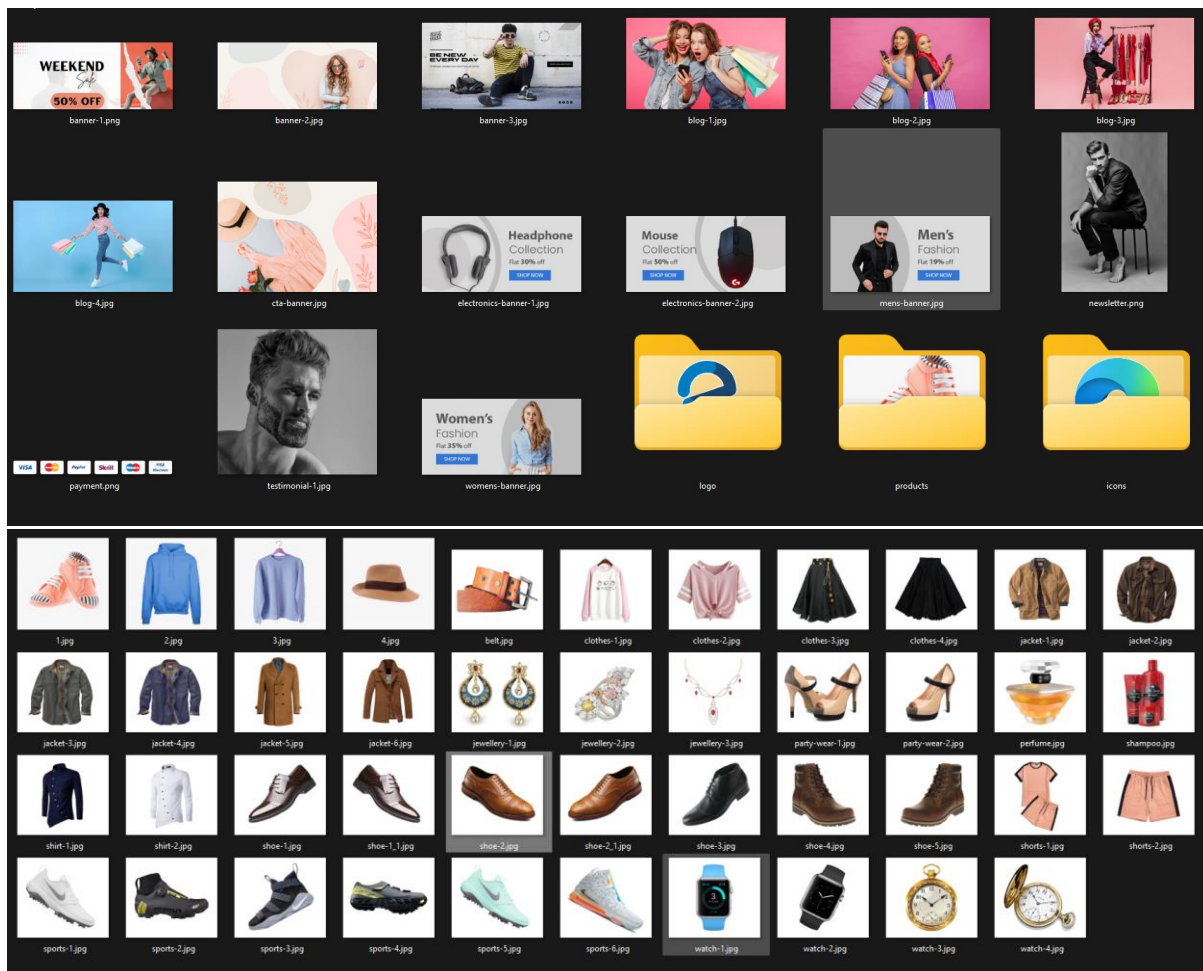 WEEKEND
Sale
50% OFF
BE NEW
EVERY DAY
banner-1.png
banner-2.jpg
banner-3.jpg
blog-1.jpg
blog-2.jpg
blog-3.jpg
Headphone
Collection
Flat 30% off
SHOP NOW
Mouse
Collection
Flat 50% off
SHOP NOW
Men's
Fashion
Flat 19% off
SHOP NOW
blog-4.jpg
cta-banner.jpg
electronics-banner-1.jpg
electronics-banner-2.jpg
mens-banner.jpg
newsletter.png
VISA
PayPal
Skrill
VISA
Women's
Fashion
Flat 35% off
SHOP NOW
payment.png
testimonial-1.jpg
womens-banner.jpg
logo
products
icons
1.jpg
2.jpg
3.jpg
4.jpg
belt.jpg
clothes-1.jpg
clothes-2.jpg
clothes-3.jpg
clothes-4.jpg
jacket-1.jpg
jacket-2.jpg
jacket-3.jpg
jacket-4.jpg
jacket-5.jpg
jacket-6.jpg
jewellery-1.jpg
jewellery-2.jpg
jewellery-3.jpg
party-wear-1.jpg
party-wear-2.jpg
perfume.jpg
shampoo.jpg
shirt-1.jpg
shirt-2.jpg
shoe-1.jpg
shoe-1_1.jpg
shoe-2.jpg
shoe-2_1.jpg
shoe-3.jpg
shoe-4.jpg
shoe-5.jpg
shorts-1.jpg
shorts-2.jpg
3
sports-1.jpg
sports-2.jpg
sports-3.jpg
sports-4.jpg
sports-5.jpg
sports-6.jpg
watch-1.jpg
watch-2.jpg
watch-3.jpg
watch-4.jpg